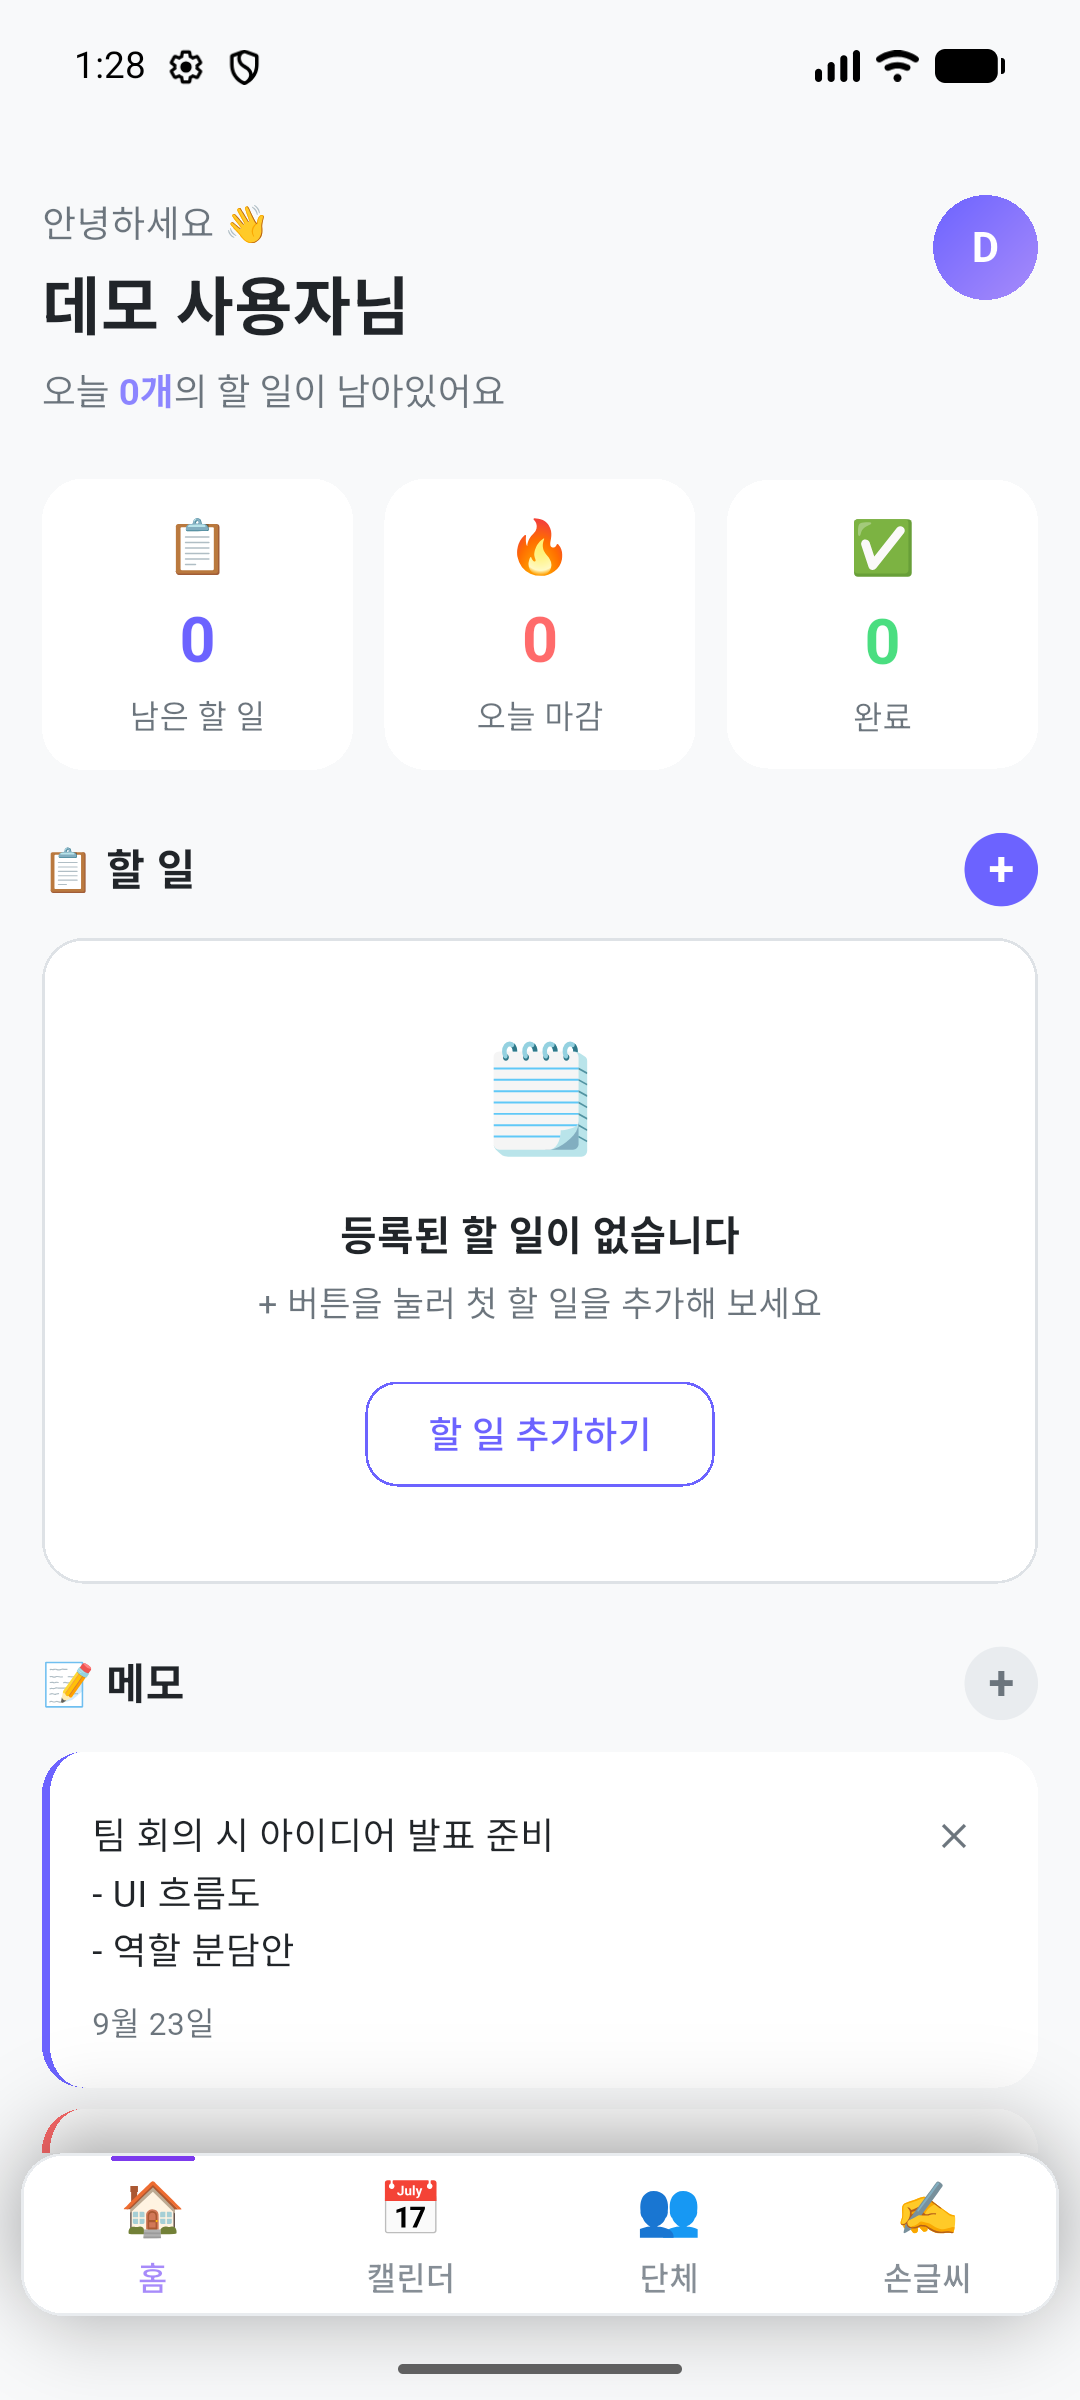 1:28
안녕하세요 👋
D
데모 사용자님
오늘 0개의 할 일이 남아있어요
📋
🔥
✅
0
0
0
남은 할 일
오늘 마감
완료
📋 할 일
+
등록된 할 일이 없습니다
+ 버튼을 눌러 첫 할 일을 추가해 보세요
할 일 추가하기
📝 메모
+
팀 회의 시 아이디어 발표 준비
- UI 흐름도
- 역할 분담안
9월 23일
July
17
홈
캘린더
단체
손글씨